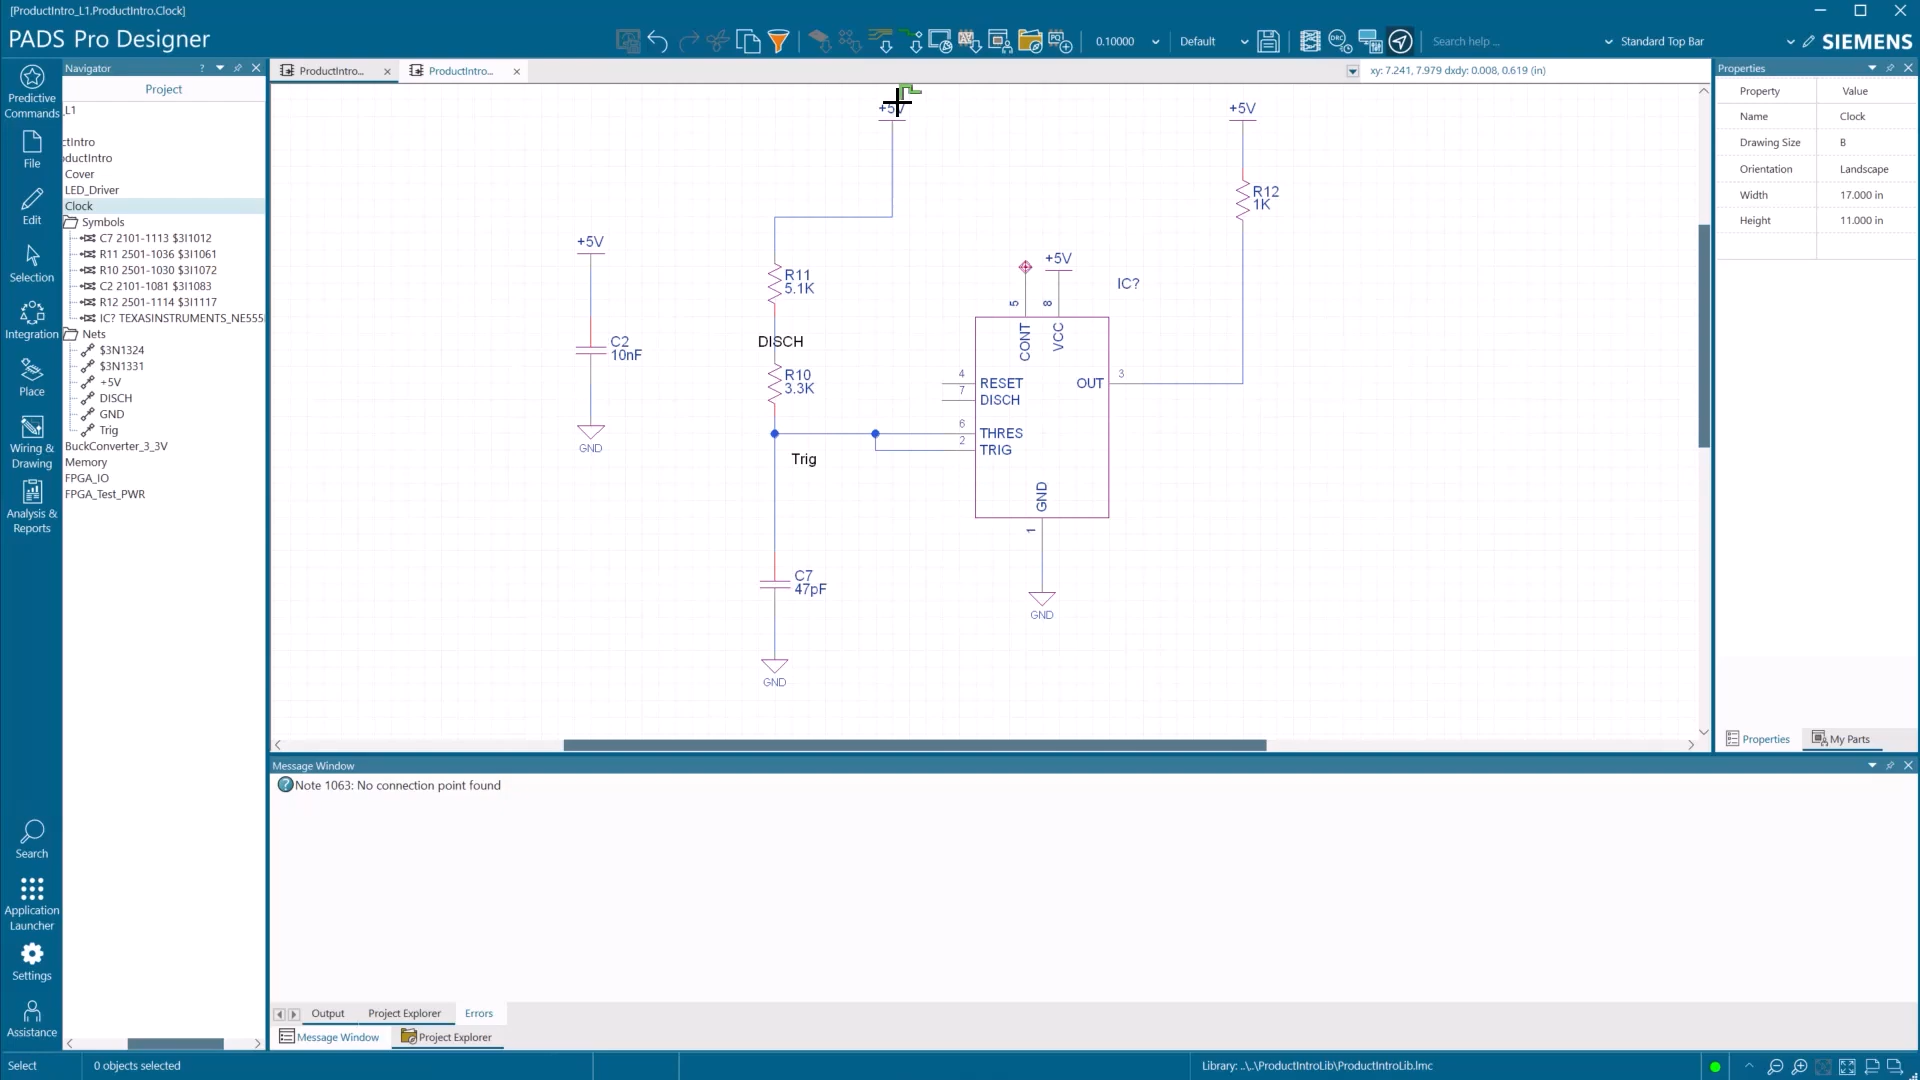 [ProductIntro_L1.ProductIntro.Clock]
PADS Pro Designer
0.10000
Default
Search help ...
Standard Top Bar
SIEMENS
Predictive
Commands
File
Edit
Selection
Integration
Place
Wiring &
Drawing
Analysis &
Reports
Search
Application
Launcher
Settings
Assistance
Navigator
?
Project
_L1
ctIntro
oductIntro
Cover
LED_Driver
Clock
Symbols
C7 2101-1113 $3I1012
R11 2501-1036 $3I1061
R10 2501-1030 $3I1072
C2 2101-1081 $3I1083
R12 2501-1114 $3I1117
IC? TEXASINSTRUMENTS_NE555
Nets
$3N1324
$3N1331
+5V
DISCH
GND
Trig
BuckConverter_3_3V
Memory
FPGA_IO
FPGA_Test_PWR
ProductIntro...
ProductIntro...
xy: 7.241, 7.979 dxdy: 0.008, 0.619 (in)
+5V
+5V
R12
1K
+5V
+5V
IC?
R11
5.1K
5
8
CONT
VCC
C2
10nF
DISCH
R10
3.3K
4
RESET
7
DISCH
OUT
3
6
THRES
2
TRIG
GND
Trig
GND
1
C7
47pF
GND
GND
Properties
Property Value
Name Clock
Drawing Size B
Orientation Landscape
Width 17.000 in
Height 11.000 in
Properties
My Parts
Message Window
Note 1063: No connection point found
Output
Project Explorer
Errors
Message Window
Project Explorer
Select
0 objects selected
Library: ..\..\ProductIntroLib\ProductIntroLib.lmc